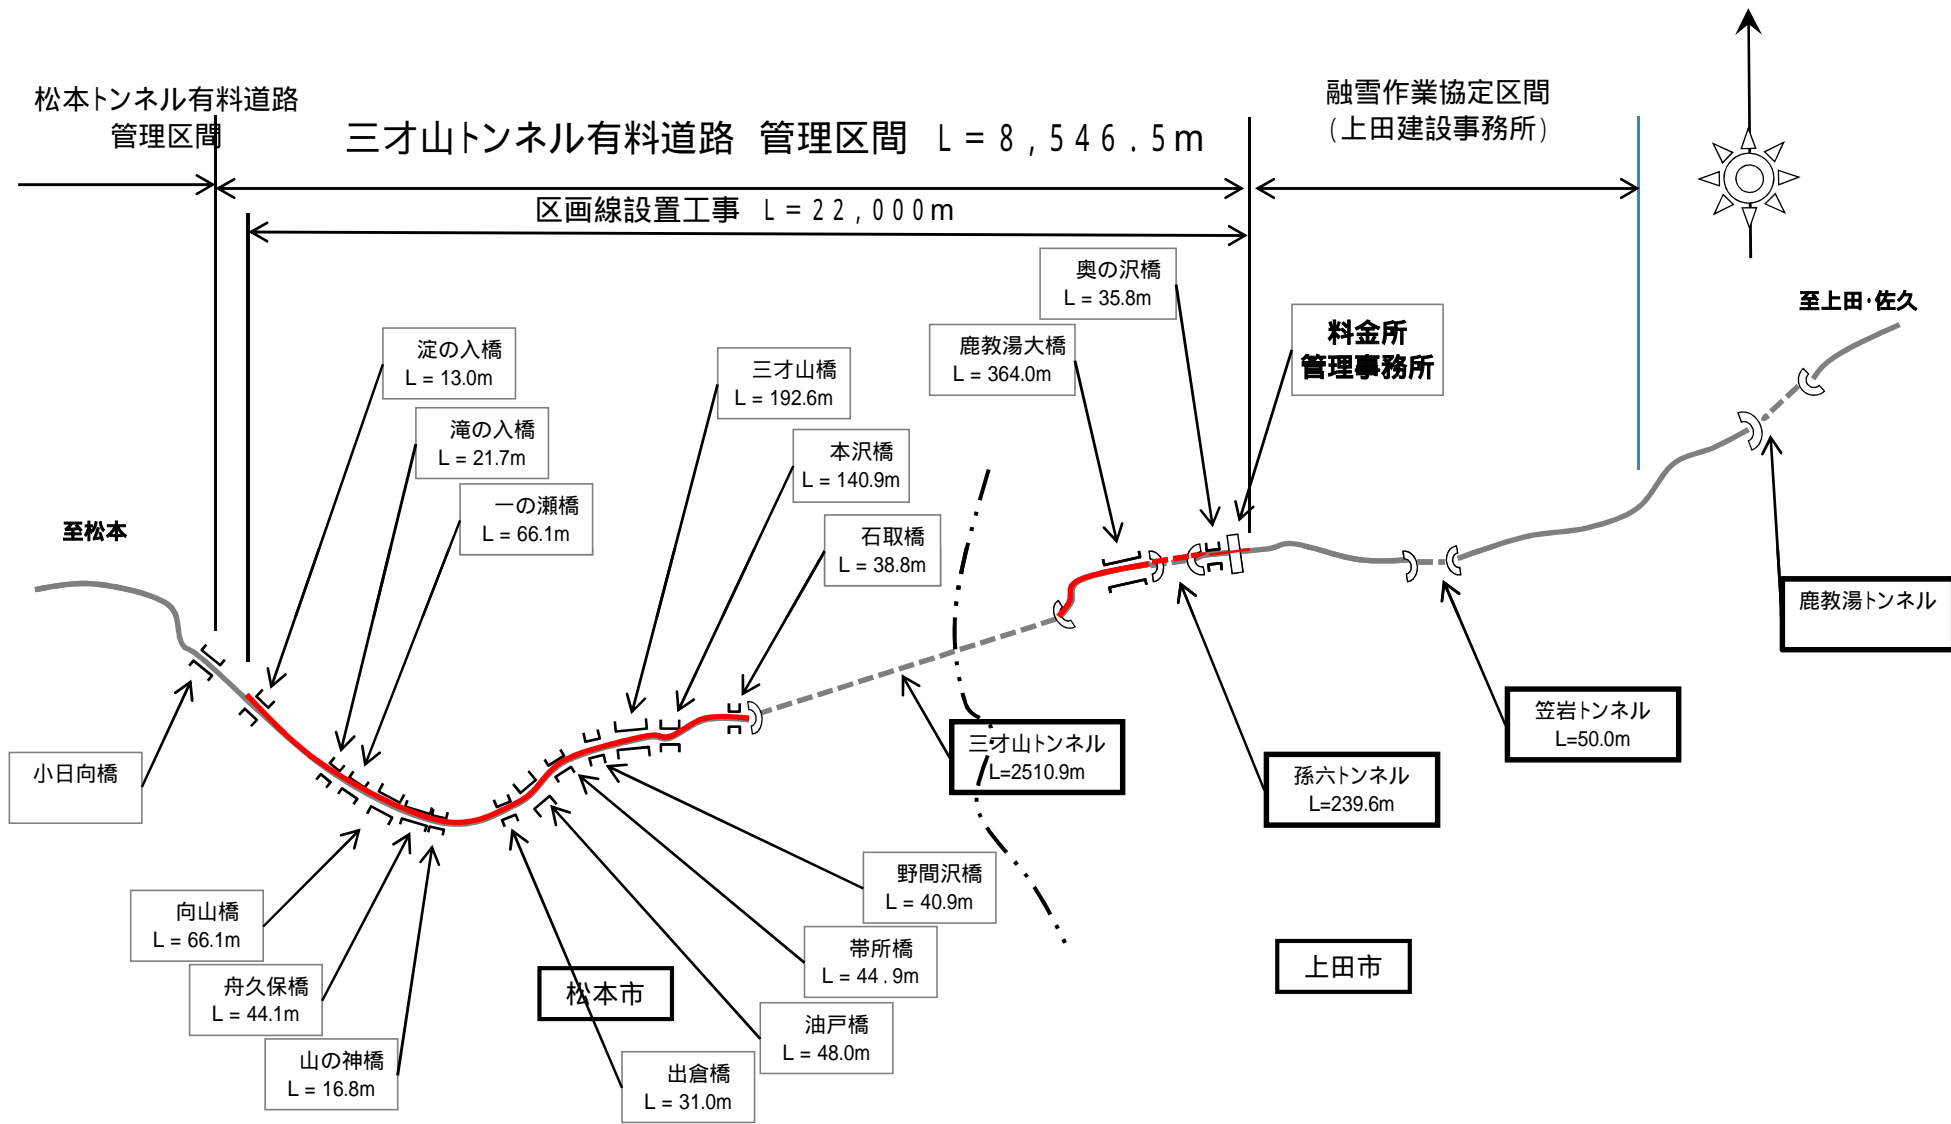 松本トンネル有料道路
管理区間
三才山トンネル有料道路 管理区間 L=8,546.5m
融雪作業協定区間
(上田建設事務所)
区画線設置工事 L=22,000m
奥の沢橋
L = 35.8m
至上田・佐久
料金所
管理事務所
鹿教湯大橋
L = 364.0m
淀の入橋
L = 13.0m
三才山橋
L = 192.6m
滝の入橋
L = 21.7m
本沢橋
L = 140.9m
一の瀬橋
L = 66.1m
石取橋
L = 38.8m
至松本
鹿教湯トンネル
笠岩トンネル
L=50.0m
三才山トンネル
L=2510.9m
孫六トンネル
L=239.6m
小日向橋
野間沢橋
L = 40.9m
向山橋
L = 66.1m
帯所橋
L = 44.9m
上田市
舟久保橋
L = 44.1m
松本市
油戸橋
L = 48.0m
山の神橋
L = 16.8m
出倉橋
L = 31.0m